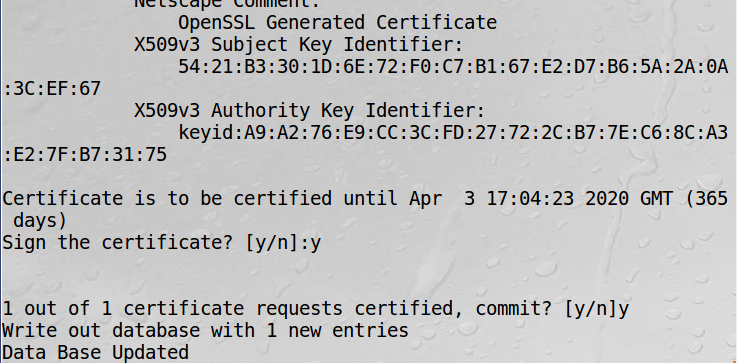 Netscape Comment:
OpenSSL Generated Certificate
X509v3 Subject Key Identifier:
54:21:B3:30:1D:6E:72:F0:C7:B1:67:E2:D7:B6:5A:2A:0A
:3C:EF:67
X509v3 Authority Key Identifier:
keyid:A9:A2:76:E9:CC:3C:FD:27:72:2C:B7:7E:C6:8C:A3
:E2:7F:B7:31:75
Certificate is to be certified until Apr  3 17:04:23 2020 GMT (365
days)
Sign the certificate? [y/n]:y
1 out of 1 certificate requests certified, commit? [y/n]y
Write out database with 1 new entries
Data Base Updated